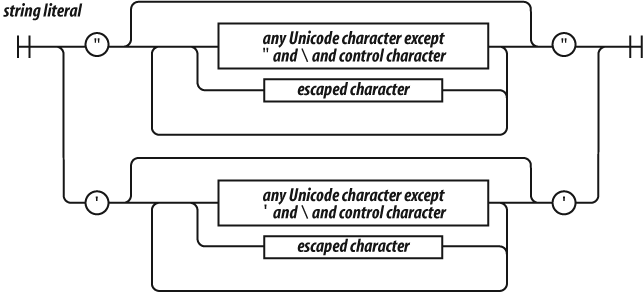 string literal
"
any Unicode character except
" and \ and control character
"
escaped character
'
any Unicode character except
' and \ and control character
'
escaped character